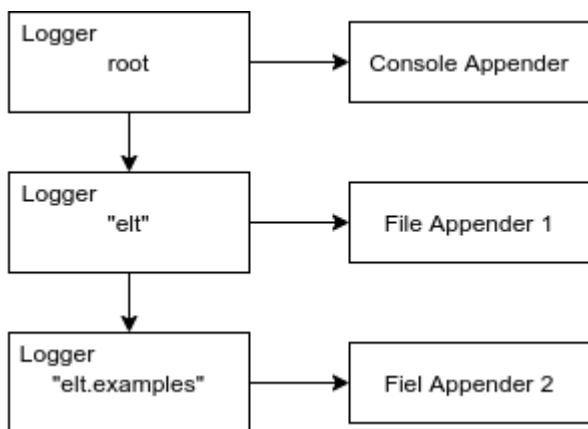 Logger
root
Console Appender
Logger
"elt"
File Appender 1
Logger
"elt.examples"
Fiel Appender 2